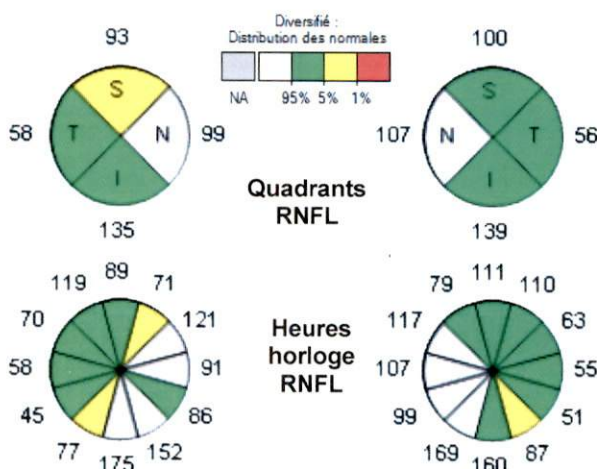 Diversifié :
Distribution des normales
NA 95% 5% 1%
93
S
58 T N 99
I
135
100
S
107 N T 56
I
139
Quadrants
RNFL
119 89 71
70 121
58 91
45 86
77 175 152
Heures
horloge
RNFL
79 111 110
117 63
107 55
99 51
169 160 87